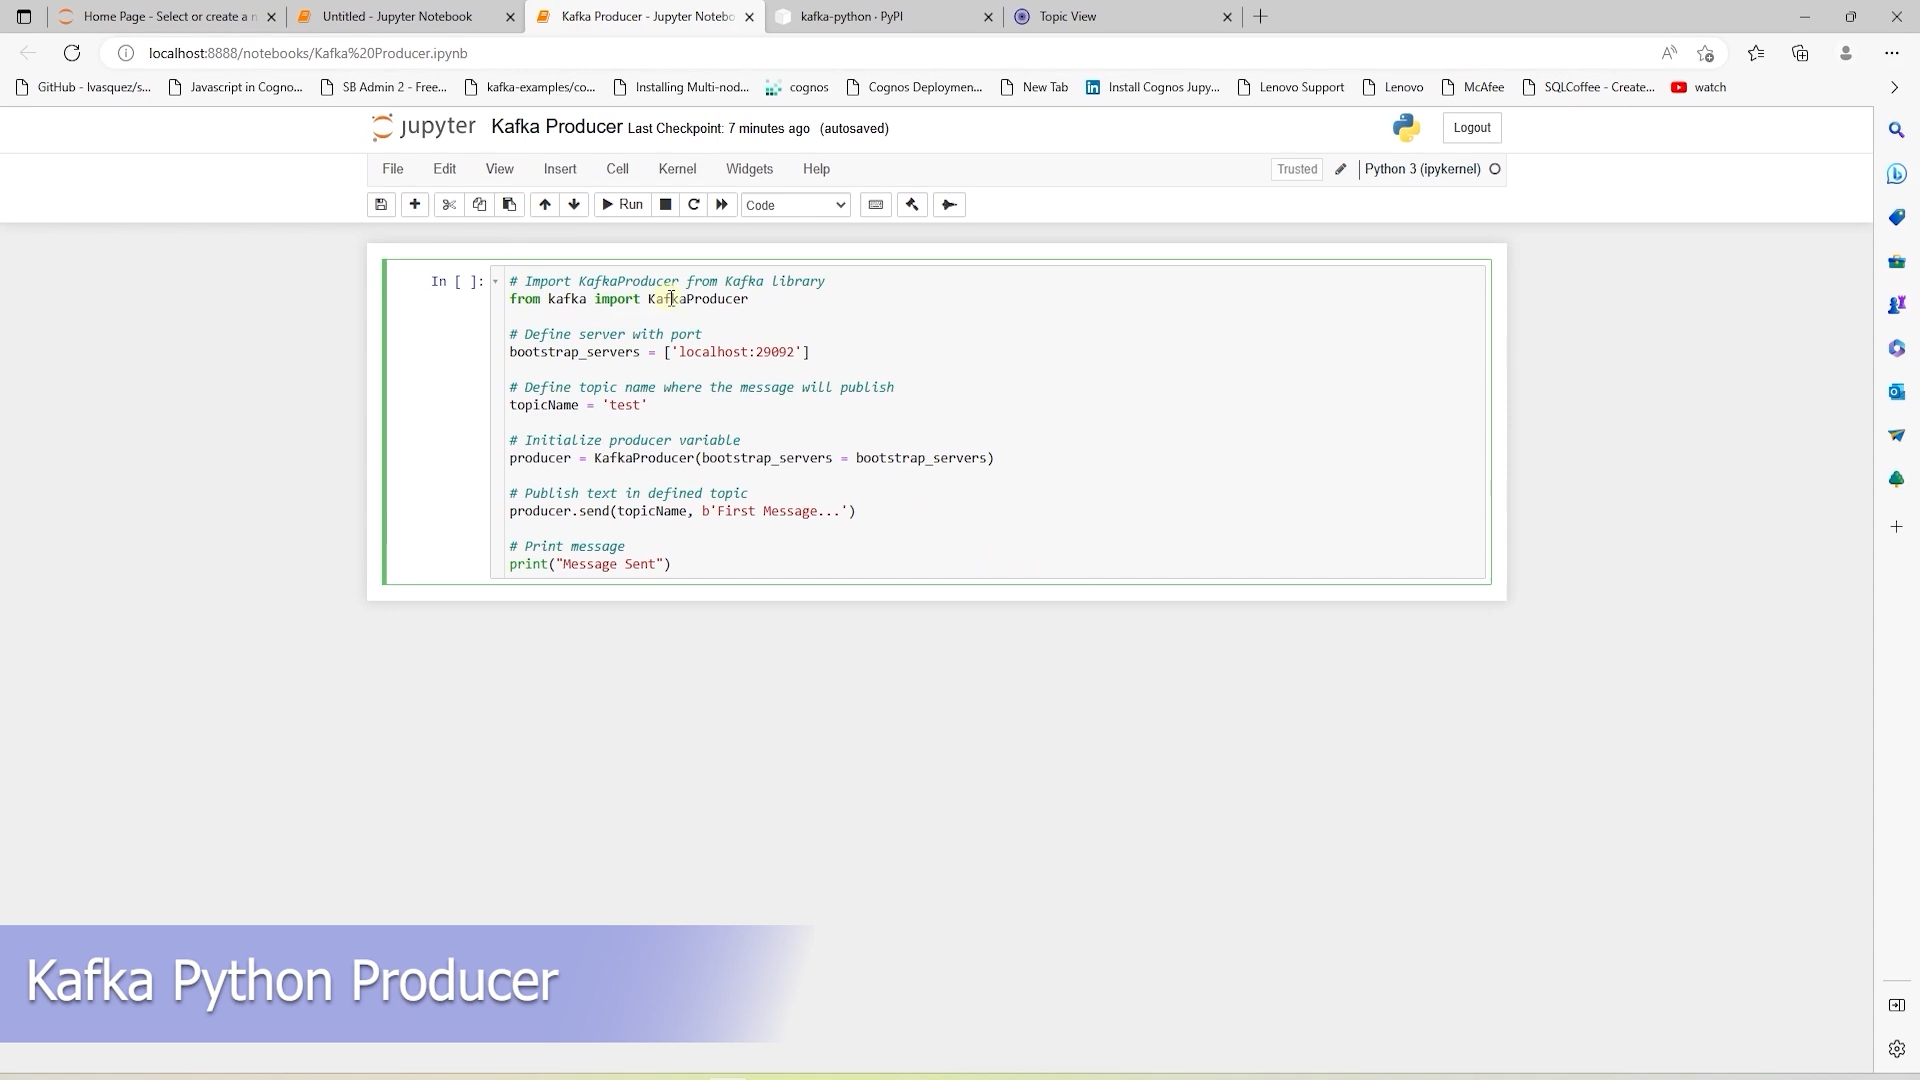 Home Page - Select or create a n
Untitled - Jupyter Notebook
Kafka Producer - Jupyter Notebo
kafka-python · PyPI
Topic View
localhost:8888/notebooks/Kafka%20Producer.ipynb
GitHub - lvasquez/s...
Javascript in Cogno...
SB Admin 2 - Free...
kafka-examples/co...
Installing Multi-nod...
cognos
Cognos Deploymen...
New Tab
Install Cognos Jupy...
Lenovo Support
Lenovo
McAfee
SQLCoffee - Create...
watch
jupyter Kafka Producer Last Checkpoint: 7 minutes ago (autosaved)
Logout
File Edit View Insert Cell Kernel Widgets Help
Trusted
Python 3 (ipykernel)
Run
Code
In [ ]:
# Import KafkaProducer from Kafka library
from kafka import KafkaProducer
# Define server with port
bootstrap_servers = ['localhost:29092']
# Define topic name where the message will publish
topicName = 'test'
# Initialize producer variable
producer = KafkaProducer(bootstrap_servers = bootstrap_servers)
# Publish text in defined topic
producer.send(topicName, b'First Message...')
# Print message
print("Message Sent")
Kafka Python Producer